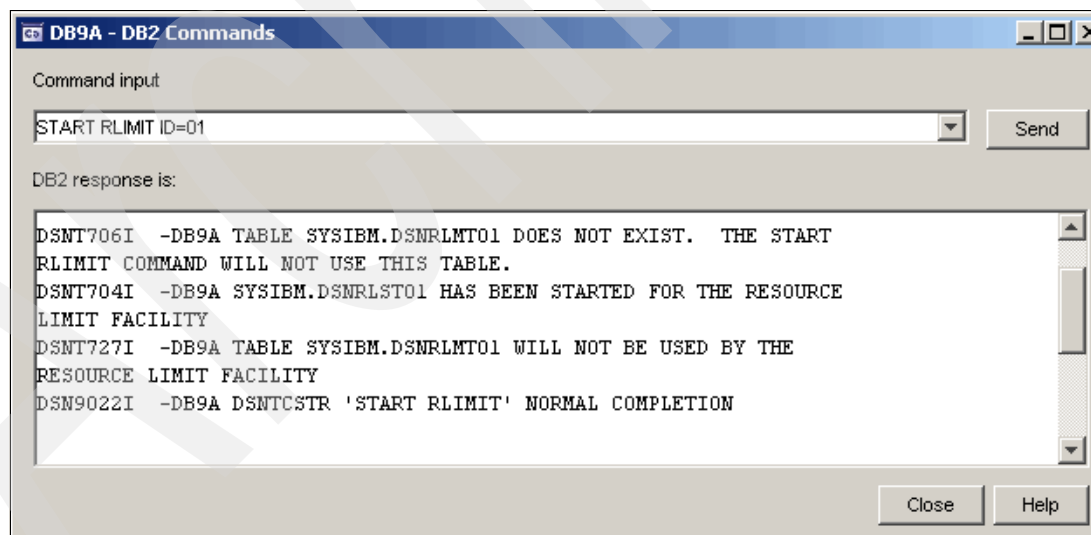 DB9A - DB2 Commands
Command input
START RLIMIT ID=01
Send
DB2 response is:
DSNT706I -DB9A TABLE SYSIBM.DSNRLMT01 DOES NOT EXIST. THE START
RLIMIT COMMAND WILL NOT USE THIS TABLE.
DSNT704I -DB9A SYSIBM.DSNRLST01 HAS BEEN STARTED FOR THE RESOURCE
LIMIT FACILITY
DSNT727I -DB9A TABLE SYSIBM.DSNRLMT01 WILL NOT BE USED BY THE
RESOURCE LIMIT FACILITY
DSN9022I -DB9A DSNTCSTR 'START RLIMIT' NORMAL COMPLETION
Close
Help